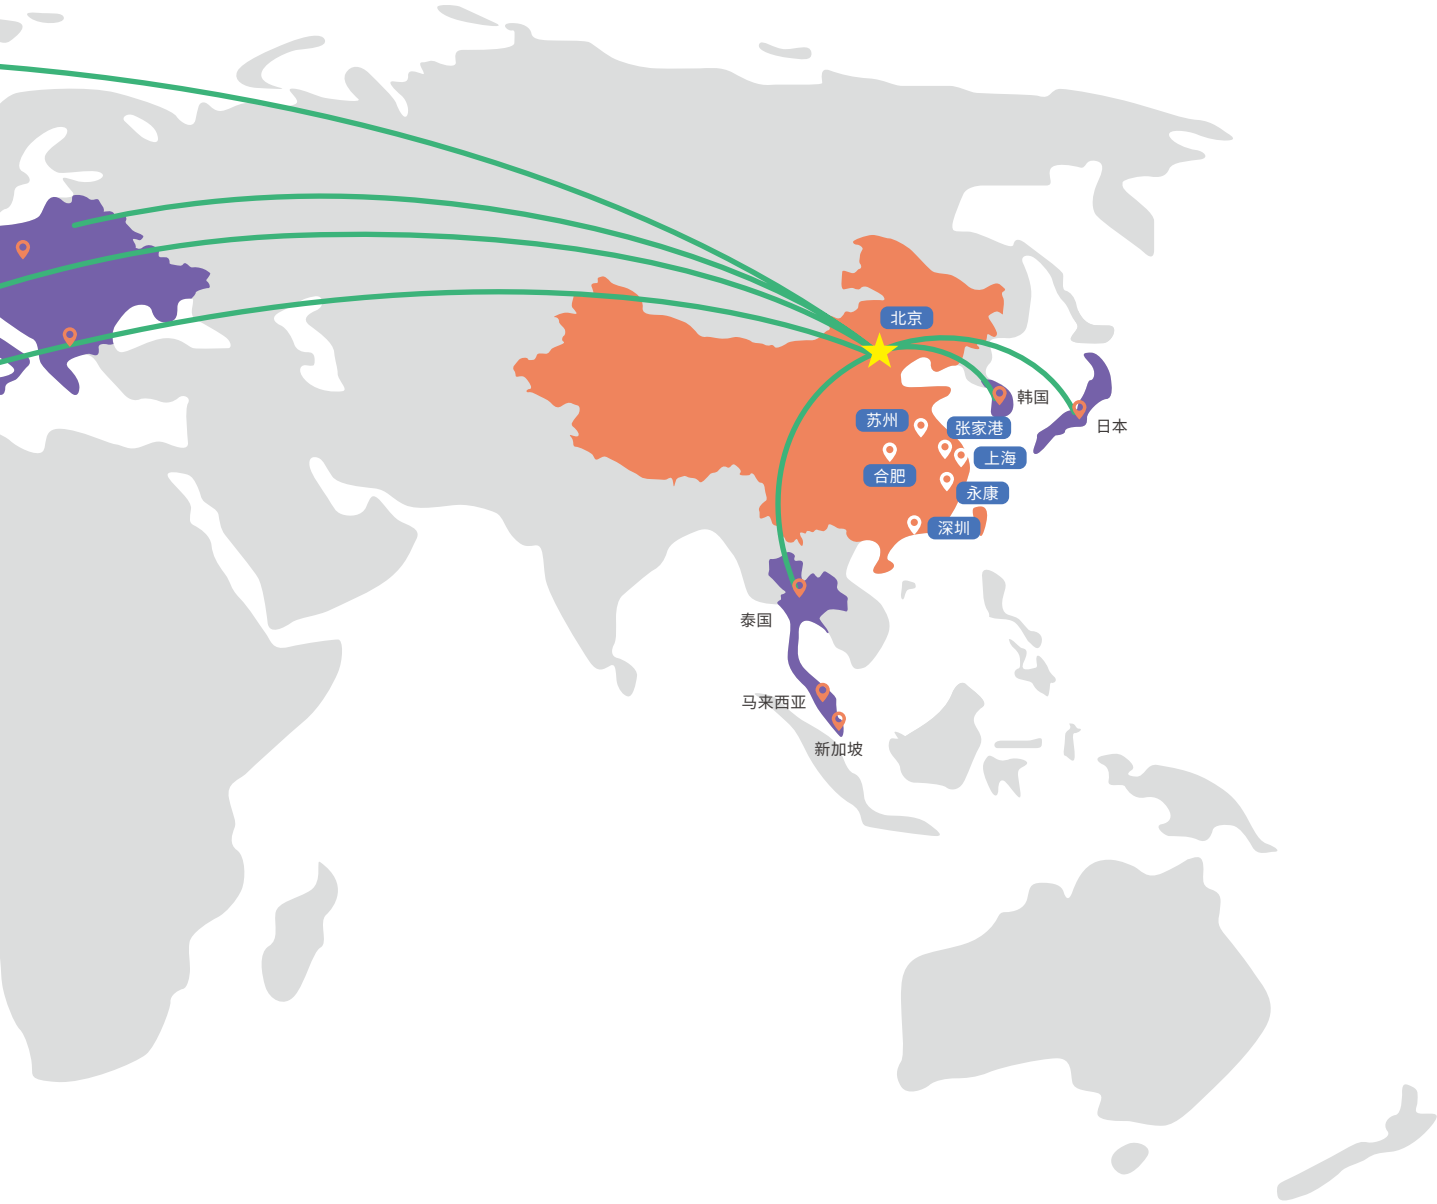 北京
韩国
苏州
日本
张家港
上海
合肥
永康
深圳
泰国
马来西亚
新加坡